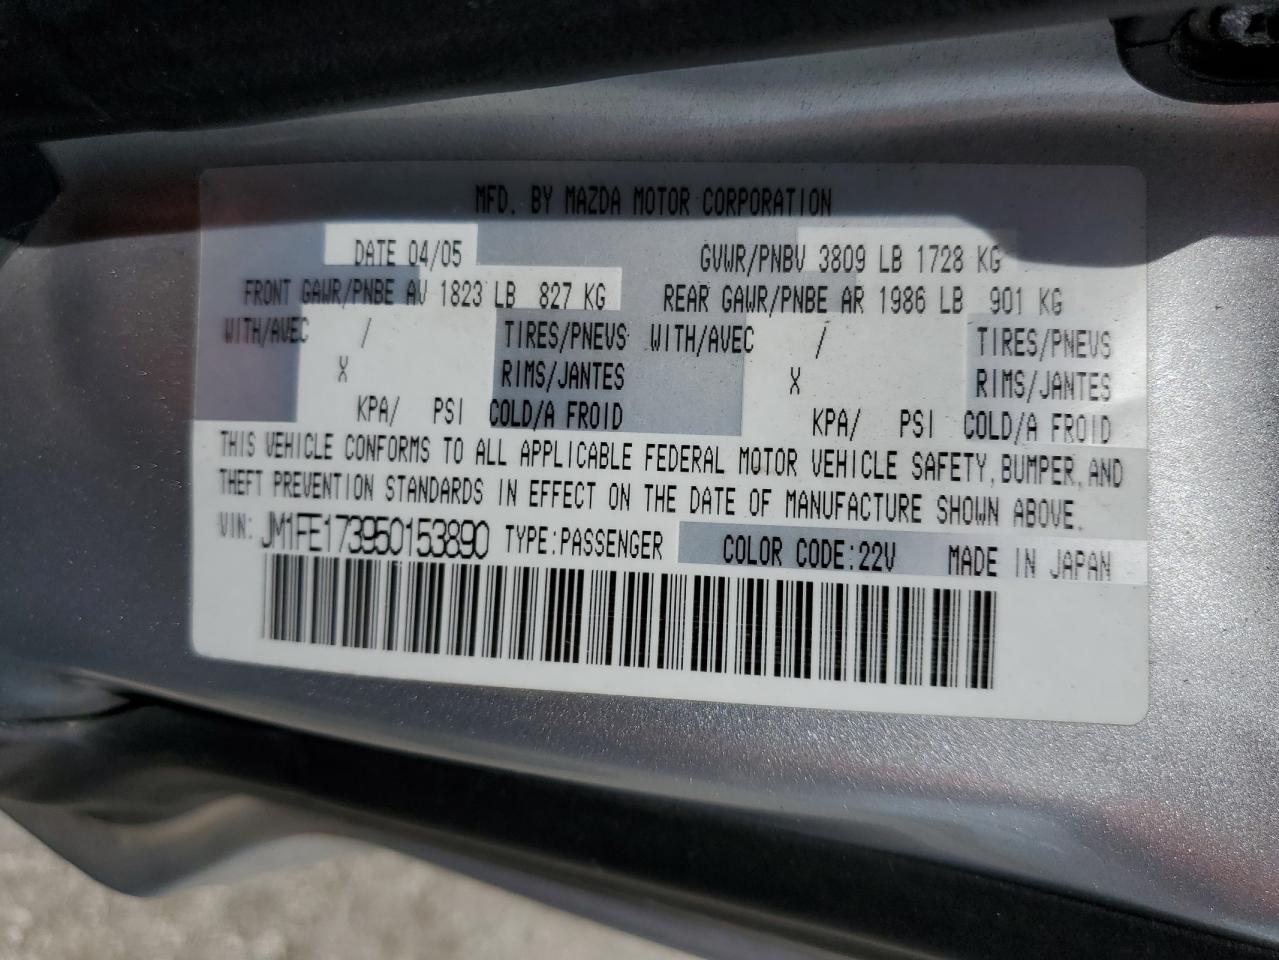 MFD. BY MAZDA MOTOR CORPORATION
DATE 04/05 GVWR/PNBV 3809 LB 1728 KG
FRONT GAWR/PNBE AV 1823 LB 827 KG REAR GAWR/PNBE AR 1986 LB 901 KG
WITH/AVEC / TIRES/PNEUS WITH/AVEC / TIRES/PNEUS
X RIMS/JANTES X RIMS/JANTES
KPA/ PSI COLD/A FROID KPA/ PSI COLD/A FROID
THIS VEHICLE CONFORMS TO ALL APPLICABLE FEDERAL MOTOR VEHICLE SAFETY, BUMPER, AND
THEFT PREVENTION STANDARDS IN EFFECT ON THE DATE OF MANUFACTURE SHOWN ABOVE.
VIN: JM1FE173950153890 TYPE:PASSENGER COLOR CODE:22V MADE IN JAPAN